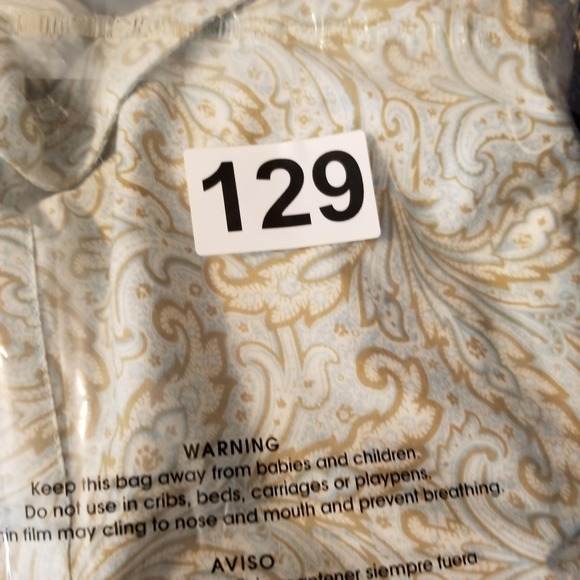 129
WARNING
Keep this bag away from babies and children.
Do not use in cribs, beds, carriages or playpens.
film may cling to nose and mouth and prevent breathing.
AVISO
siempre fuera